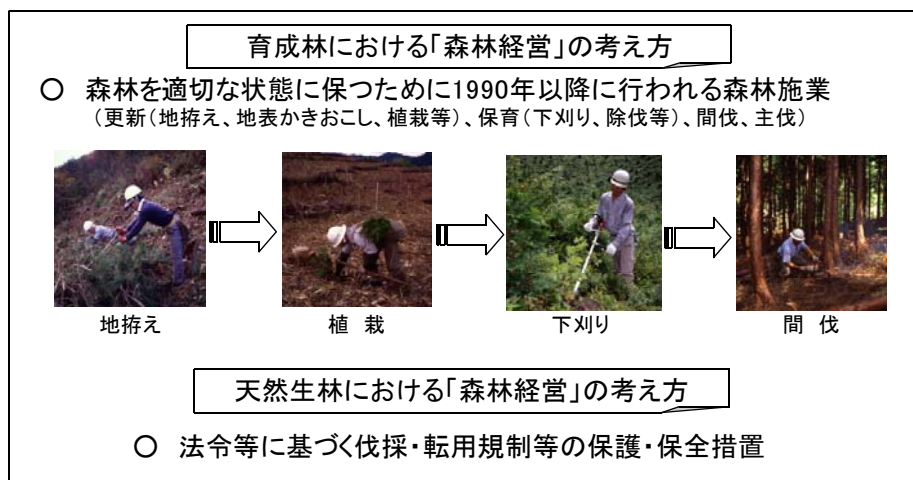 育成林における「森林経営」の考え方
○ 森林を適切な状態に保つために1990年以降に行われる森林施業
（更新（地拵え、地表かきおこし、植栽等）、保育（下刈り、除伐等）、間伐、主伐）
地拵え
植 栽
下刈り
間 伐
天然生林における「森林経営」の考え方
○ 法令等に基づく伐採・転用規制等の保護・保全措置